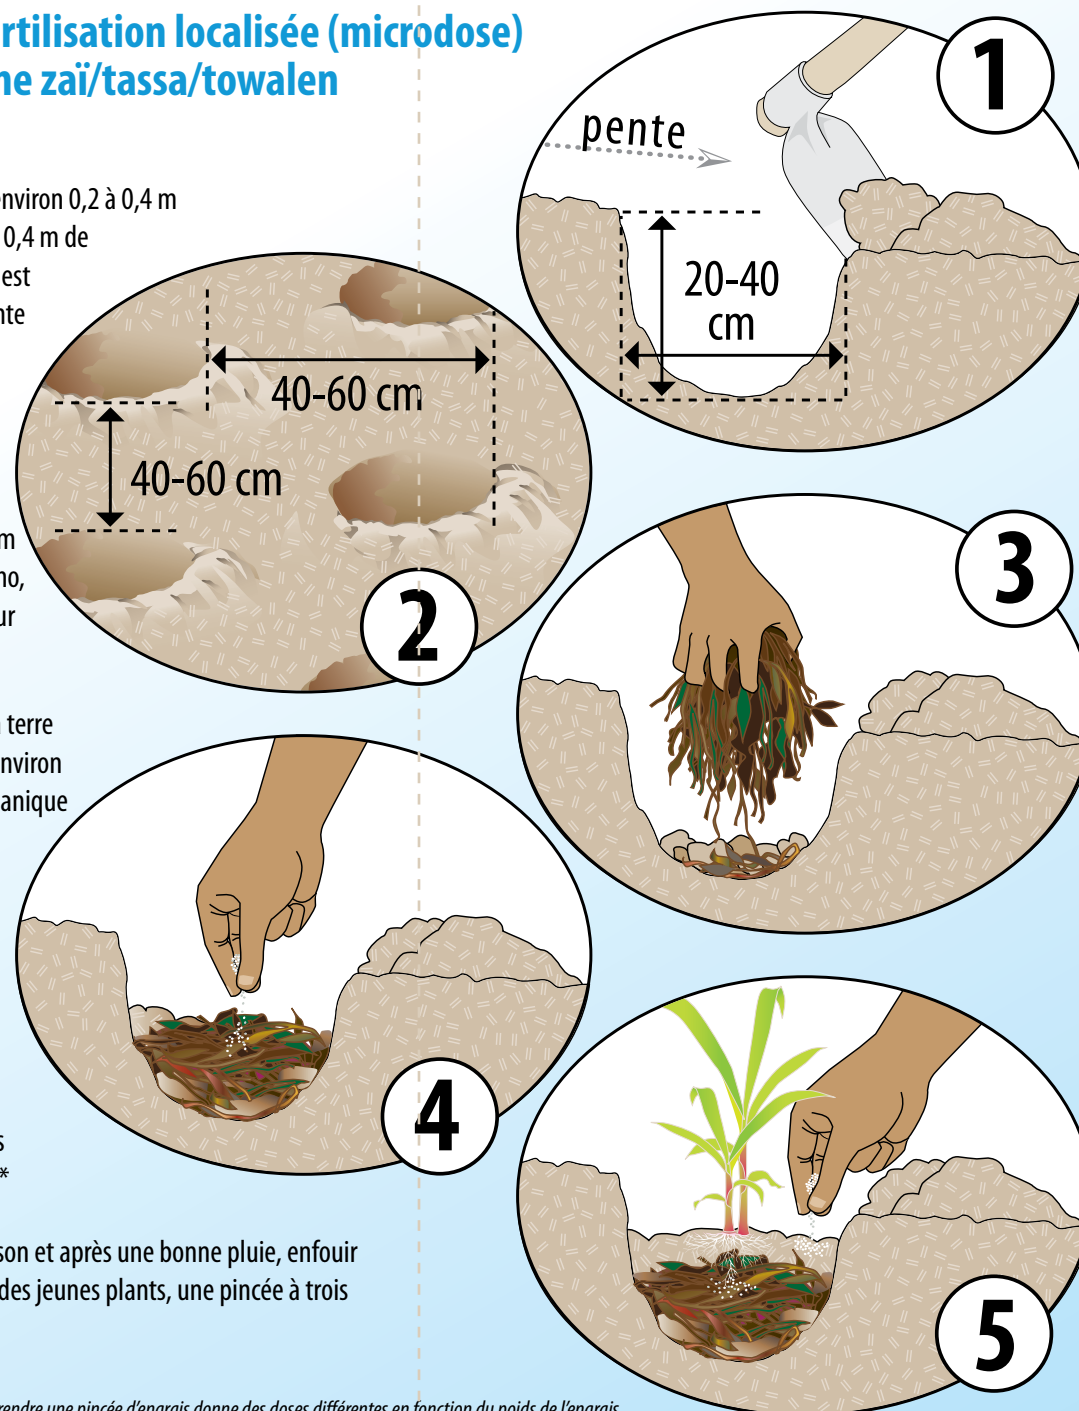 rtilisation localisée (microdose)
ne zaï/tassa/towalen
environ 0,2 à 0,4 m
0,4 m de
est
nte
m
no,
ur
terre
environ
anique
s
*
son et après une bonne pluie, enfouir
des jeunes plants, une pincée à trois
rendre une pincée d'engrais donne des doses différentes en fonction du poids de l'engrais
1
pente
20-40
cm
40-60 cm
40-60 cm
2
3
4
5